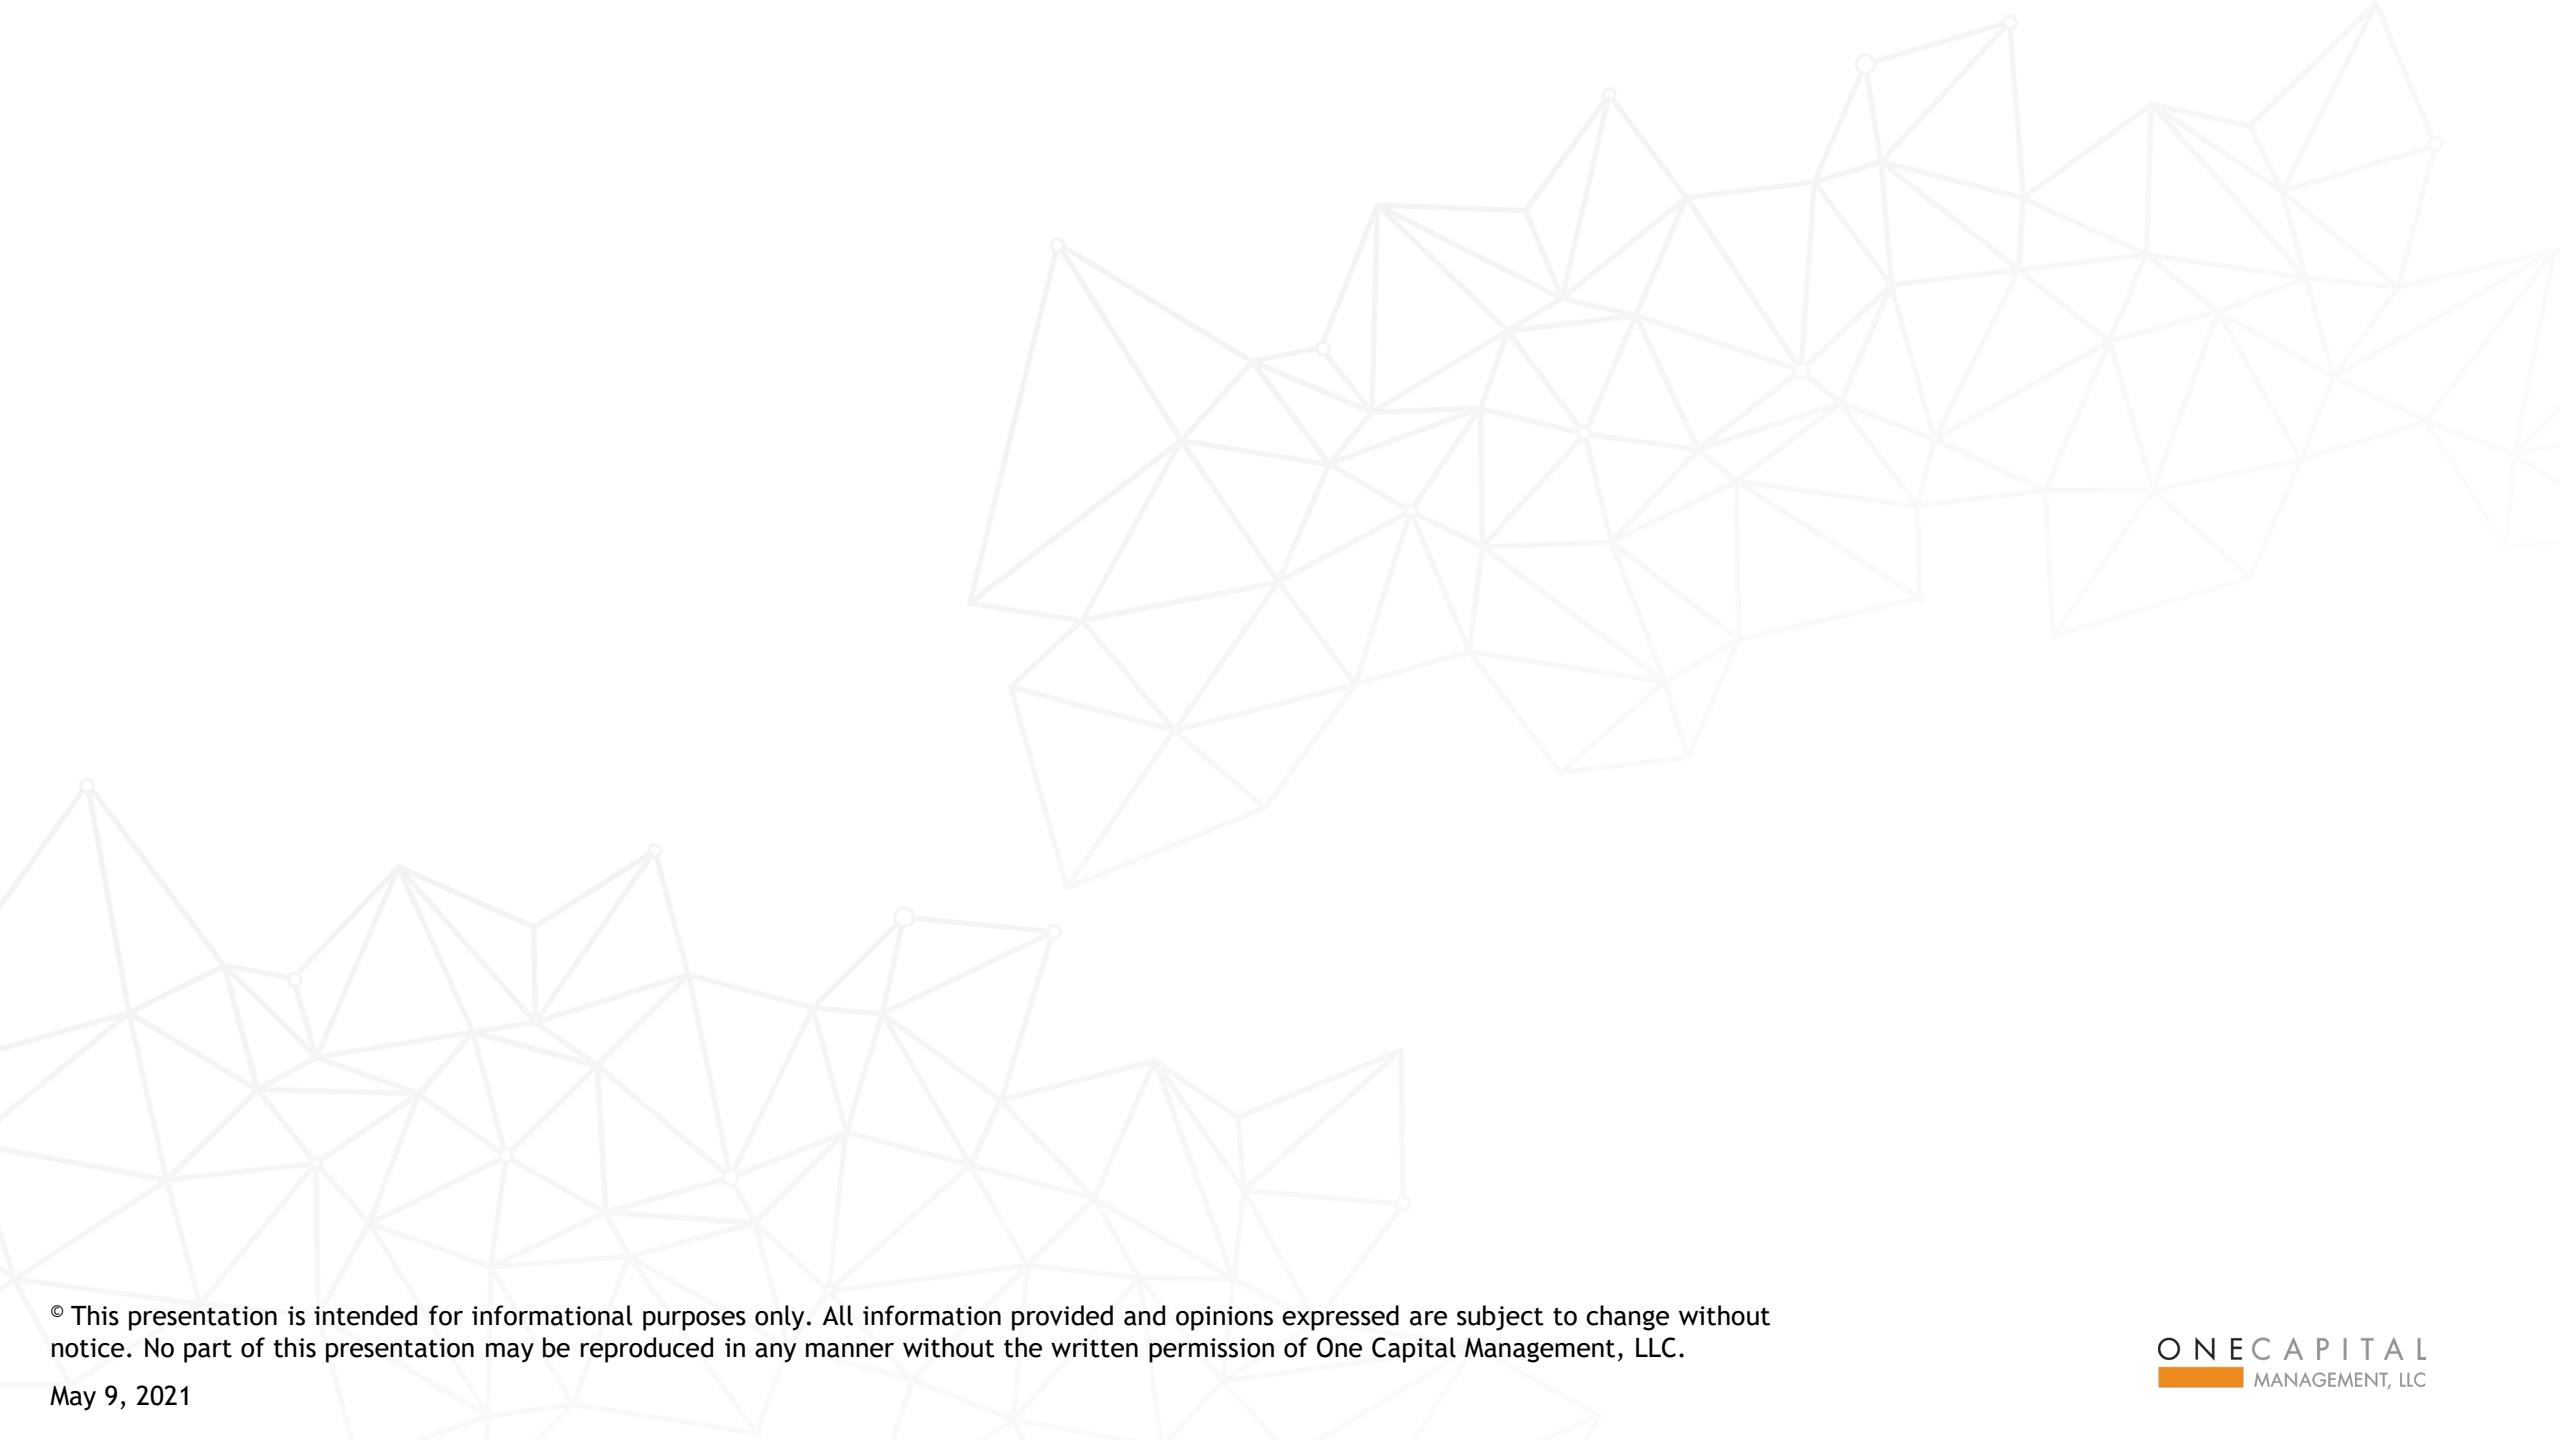 © This presentation is intended for informational purposes only. All information provided and opinions expressed are subject to change without
notice. No part of this presentation may be reproduced in any manner without the written permission of One Capital Management, LLC.
May 9, 2021
ONECAPITAL
MANAGEMENT, LLC